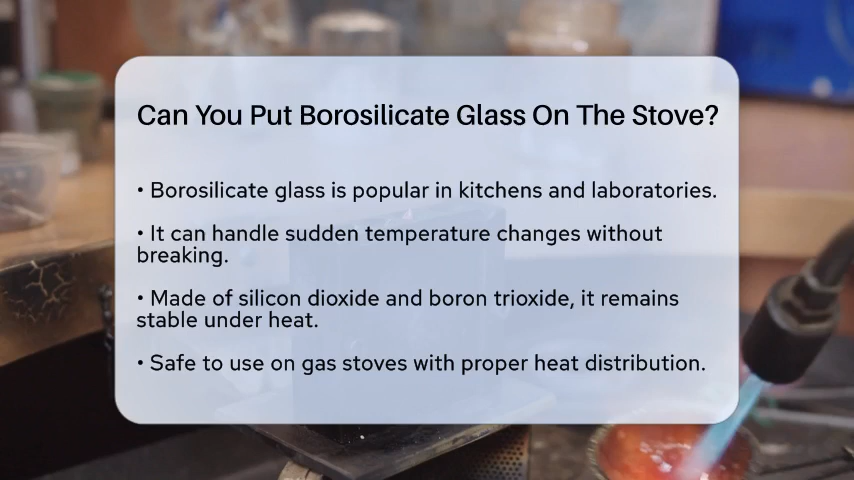 Can You Put Borosilicate Glass On The Stove?
• Borosilicate glass is popular in kitchens and laboratories.
• It can handle sudden temperature changes without
breaking.
• Made of silicon dioxide and boron trioxide, it remains
stable under heat.
• Safe to use on gas stoves with proper heat distribution.